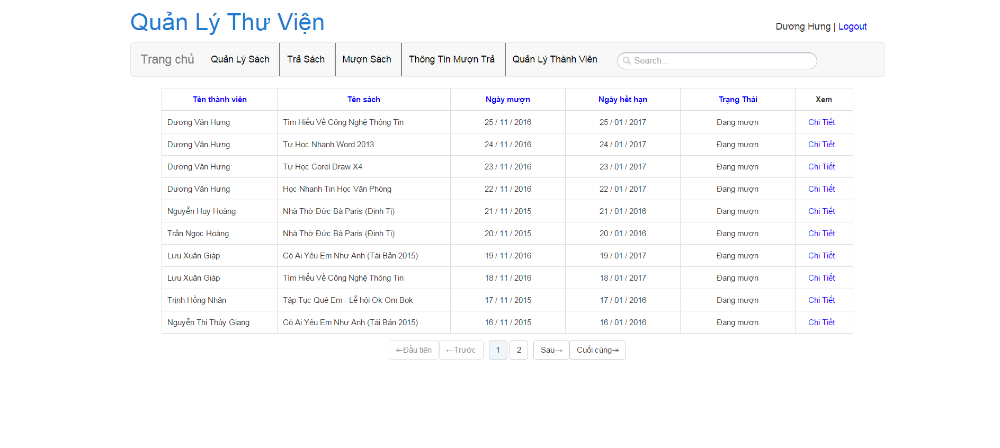 Quản Lý Thư Viện
Dương Hưng | Logout
Trang chủ Quản Lý Sách Trả Sách Mượn Sách Thông Tin Mượn Trả Quản Lý Thành Viên Search...
Tên thành viên Tên sách Ngày mượn Ngày hết hạn Trạng Thái Xem
Dương Văn Hưng Tìm Hiểu Về Công Nghệ Thông Tin 25 / 11 / 2016 25 / 01 / 2017 Đang mượn Chi Tiết
Dương Văn Hưng Tự Học Nhanh Word 2013 24 / 11 / 2016 24 / 01 / 2017 Đang mượn Chi Tiết
Dương Văn Hưng Tự Học Corel Draw X4 23 / 11 / 2016 23 / 01 / 2017 Đang mượn Chi Tiết
Dương Văn Hưng Học Nhanh Tin Học Văn Phòng 22 / 11 / 2016 22 / 01 / 2017 Đang mượn Chi Tiết
Nguyễn Huy Hoàng Nhà Thờ Đức Bà Paris (Đinh Tị) 21 / 11 / 2015 21 / 01 / 2016 Đang mượn Chi Tiết
Trần Ngọc Hoàng Nhà Thờ Đức Bà Paris (Đinh Tị) 20 / 11 / 2015 20 / 01 / 2016 Đang mượn Chi Tiết
Lưu Xuân Giáp Có Ai Yêu Em Như Anh (Tái Bản 2015) 19 / 11 / 2016 19 / 01 / 2017 Đang mượn Chi Tiết
Lưu Xuân Giáp Tìm Hiểu Về Công Nghệ Thông Tin 18 / 11 / 2016 18 / 01 / 2017 Đang mượn Chi Tiết
Trịnh Hồng Nhân Tập Tục Quê Em - Lễ hội Ok Om Bok 17 / 11 / 2015 17 / 01 / 2016 Đang mượn Chi Tiết
Nguyễn Thị Thúy Giang Có Ai Yêu Em Như Anh (Tái Bản 2015) 16 / 11 / 2015 16 / 01 / 2016 Đang mượn Chi Tiết
↞Đầu tiên ←Trước 1 2 Sau→ Cuối cùng↠